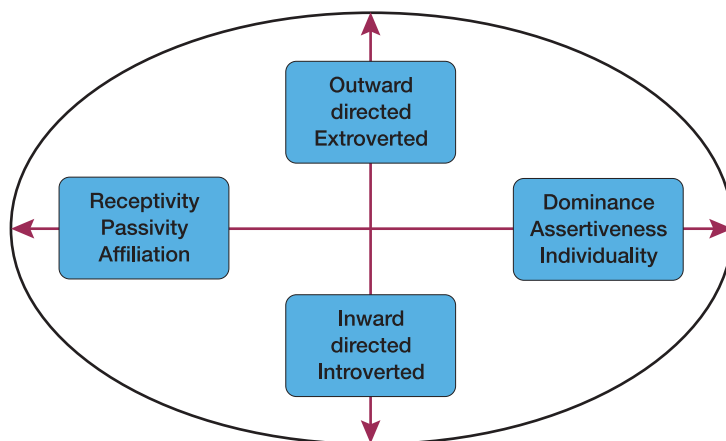 Outward
directed
Extroverted
Receptivity
Passivity
Affiliation
Dominance
Assertiveness
Individuality
Inward
directed
Introverted